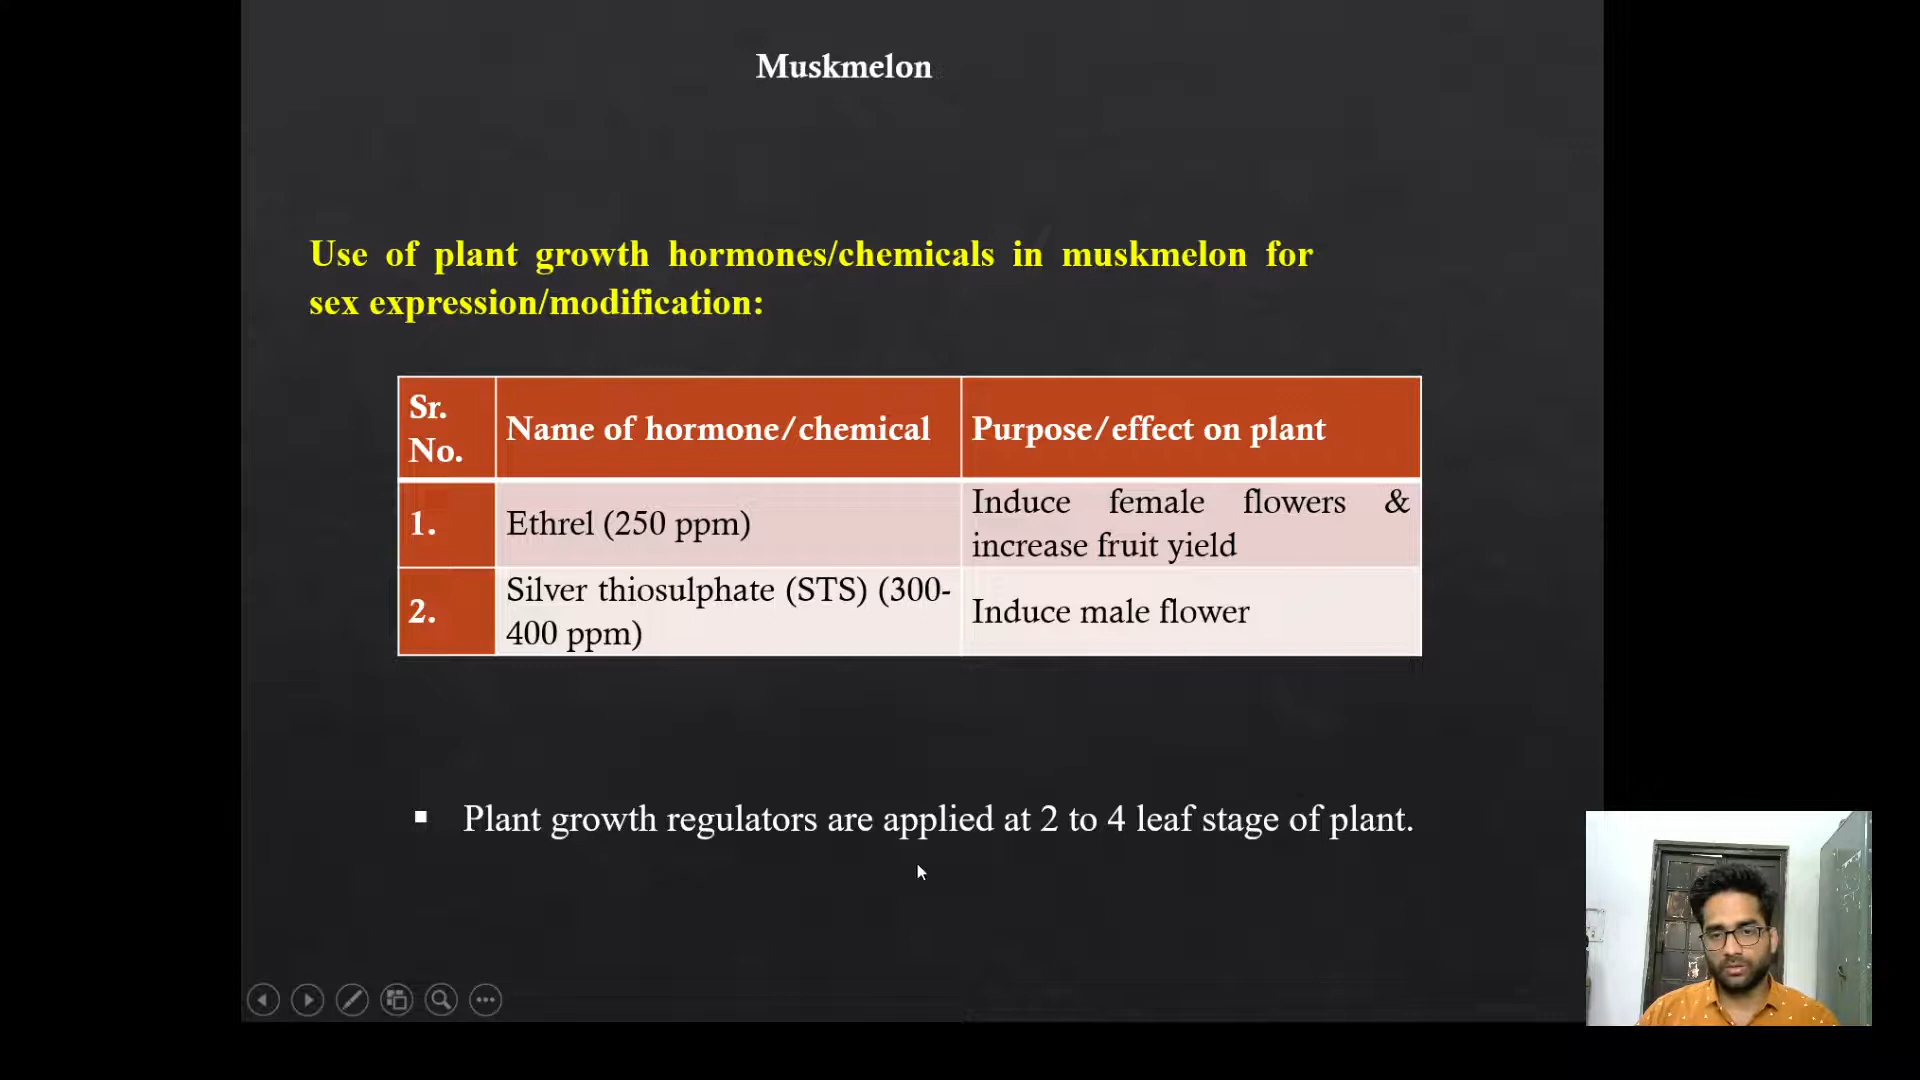 Muskmelon
Use of plant growth hormones/chemicals in muskmelon for
sex expression/modification:
Sr.
No.
Name of hormone/chemical
Purpose/effect on plant
1.
Ethrel (250 ppm)
Induce female flowers &
increase fruit yield
2.
Silver thiosulphate (STS) (300-
400 ppm)
Induce male flower
▪ Plant growth regulators are applied at 2 to 4 leaf stage of plant.